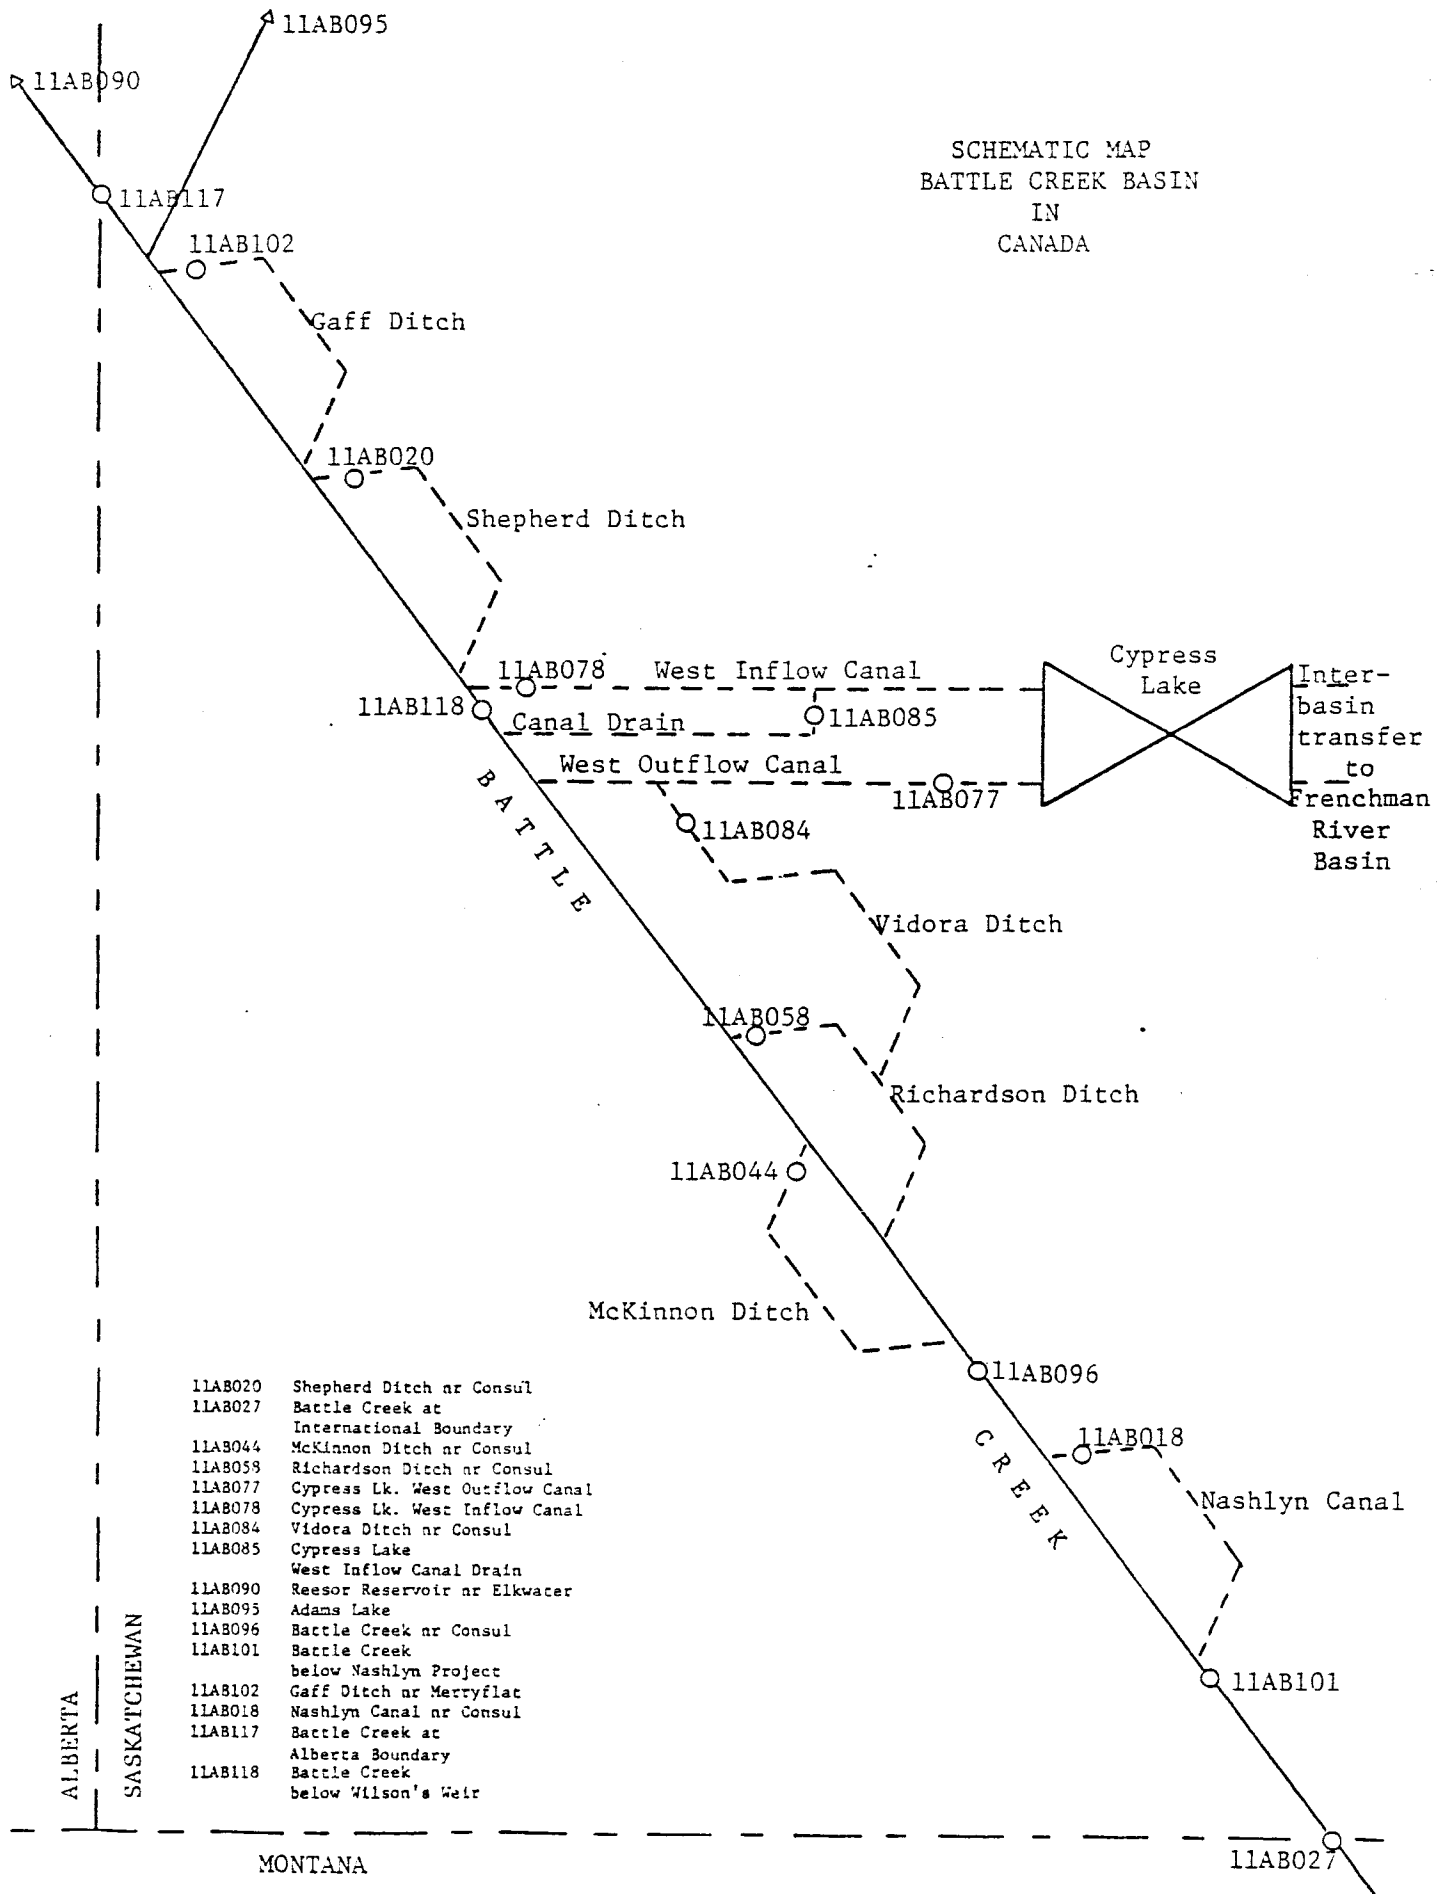 11AB095
11AB090
SCHEMATIC MAP
BATTLE CREEK BASIN
IN
CANADA
11AB117
11AB102
Gaff Ditch
11AB020
Shepherd Ditch
11AB078
West Inflow Canal
Cypress
Lake
Inter-
basin
transfer
to
Frenchman
River
Basin
11AB118
Canal Drain
11AB085
West Outflow Canal
11AB077
11AB084
BATTLE
Vidora Ditch
11AB058
Richardson Ditch
11AB044
McKinnon Ditch
11AB096
CREEK
11AB018
Nashlyn Canal
11AB101
11AB020 Shepherd Ditch nr Consul
11AB027 Battle Creek at
International Boundary
11AB044 McKinnon Ditch nr Consul
11AB058 Richardson Ditch nr Consul
11AB077 Cypress Lk. West Outflow Canal
11AB078 Cypress Lk. West Inflow Canal
11AB084 Vidora Ditch nr Consul
11AB085 Cypress Lake
West Inflow Canal Drain
11AB090 Reesor Reservoir nr Elkwater
11AB095 Adams Lake
11AB096 Battle Creek nr Consul
11AB101 Battle Creek
below Nashlyn Project
11AB102 Gaff Ditch nr Merryflat
11AB018 Nashlyn Canal nr Consul
11AB117 Battle Creek at
Alberta Boundary
11AB118 Battle Creek
below Wilson's Weir
ALBERTA
SASKATCHEWAN
MONTANA
11AB027